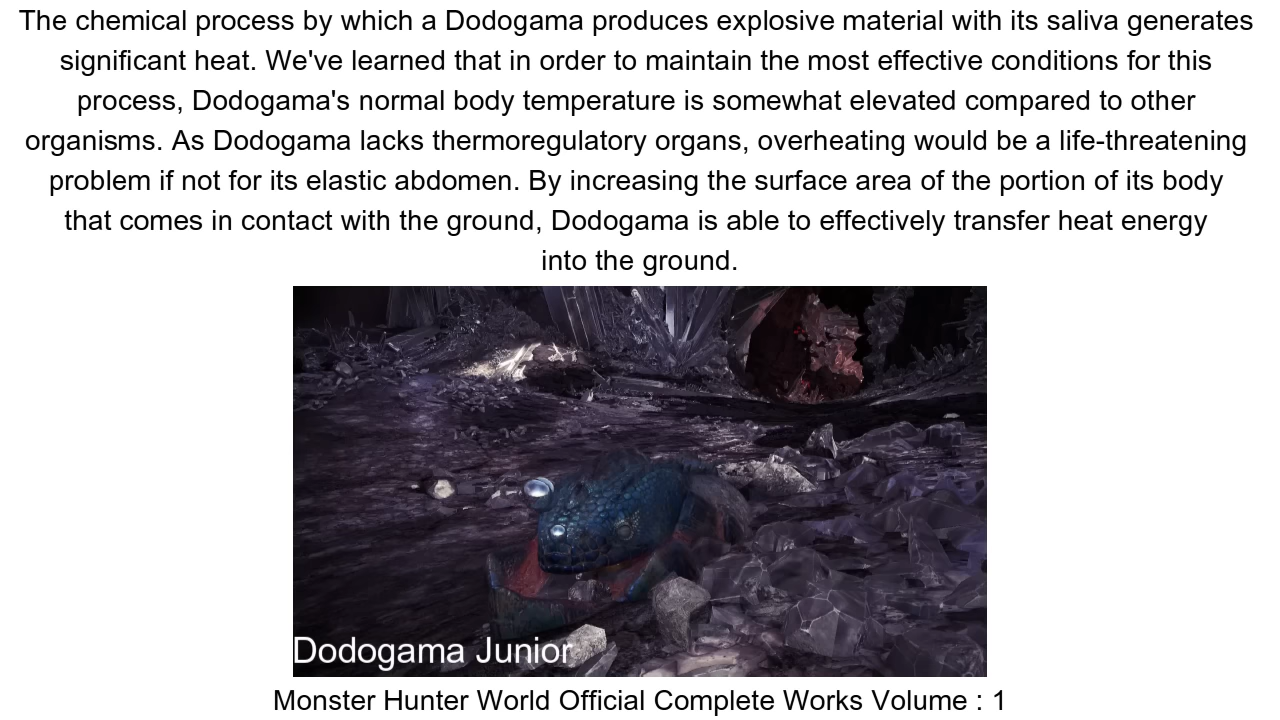 The chemical process by which a Dodogama produces explosive material with its saliva generates
significant heat. We've learned that in order to maintain the most effective conditions for this
process, Dodogama's normal body temperature is somewhat elevated compared to other
organisms. As Dodogama lacks thermoregulatory organs, overheating would be a life-threatening
problem if not for its elastic abdomen. By increasing the surface area of the portion of its body
that comes in contact with the ground, Dodogama is able to effectively transfer heat energy
into the ground.
Dodogama Junior
Monster Hunter World Official Complete Works Volume : 1